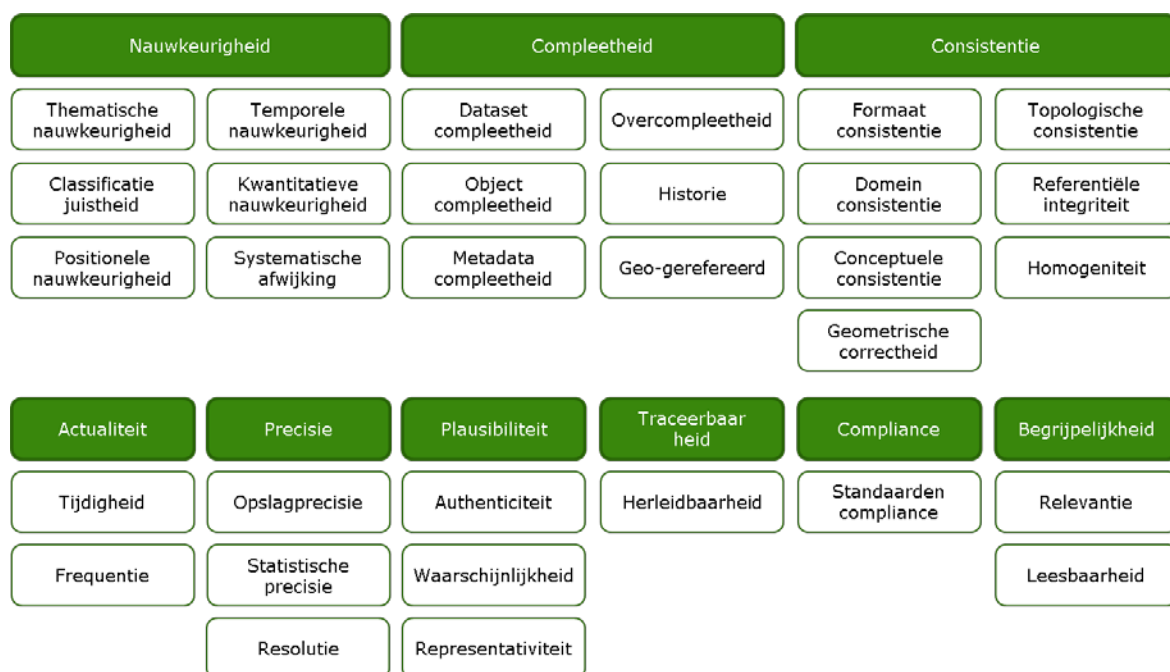 Nauwkeurigheid
Compleetheid
Consistentie
Thematische
nauwkeurigheid
Temporele
nauwkeurigheid
Dataset
compleetheid
Overcompleetheid
Formaat
consistentie
Topologische
consistentie
Classificatie
juistheid
Kwantitatieve
nauwkeurigheid
Object
compleetheid
Historie
Domein
consistentie
Referentiële
integriteit
Positionele
nauwkeurigheid
Systematische
afwijking
Metadata
compleetheid
Geo-gerefereerd
Conceptuele
consistentie
Homogeniteit
Geometrische
correctheid
Actualiteit
Precisie
Plausibiliteit
Traceerbaar
heid
Compliance
Begrijpelijkheid
Tijdigheid
Opslagprecisie
Authenticiteit
Herleidbaarheid
Standaarden
compliance
Relevantie
Frequentie
Statistische
precisie
Waarschijnlijkheid
Leesbaarheid
Resolutie
Representativiteit